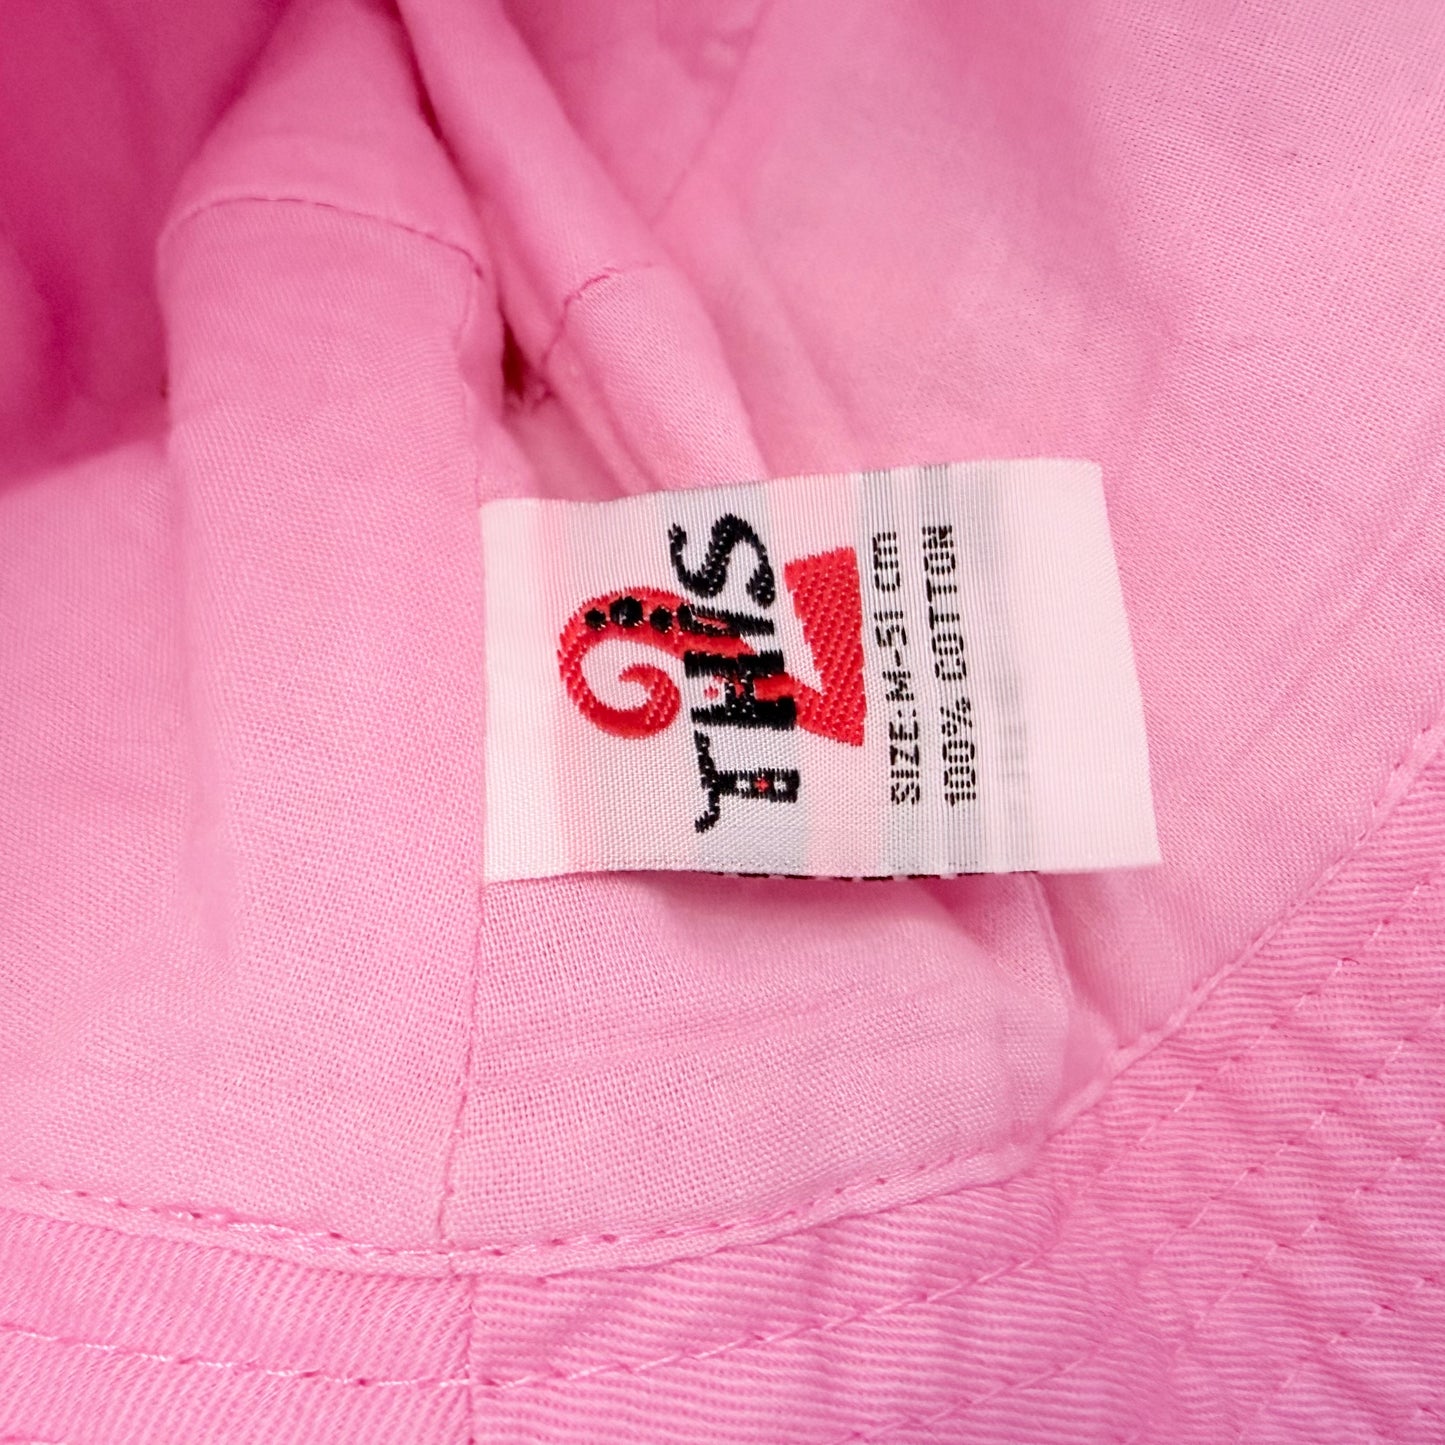 THIS
SIZE:M-51 cm
100% COTTON